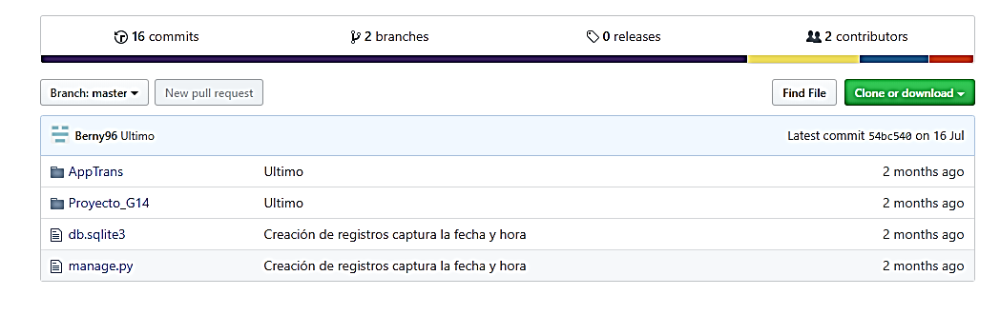 16 commits 2 branches 0 releases 2 contributors
Branch: master New pull request Find File Clone or download
Berny96 Ultimo Latest commit 54bc540 on 16 Jul
AppTrans Ultimo 2 months ago
Proyecto_G14 Ultimo 2 months ago
db.sqlite3 Creación de registros captura la fecha y hora 2 months ago
manage.py Creación de registros captura la fecha y hora 2 months ago